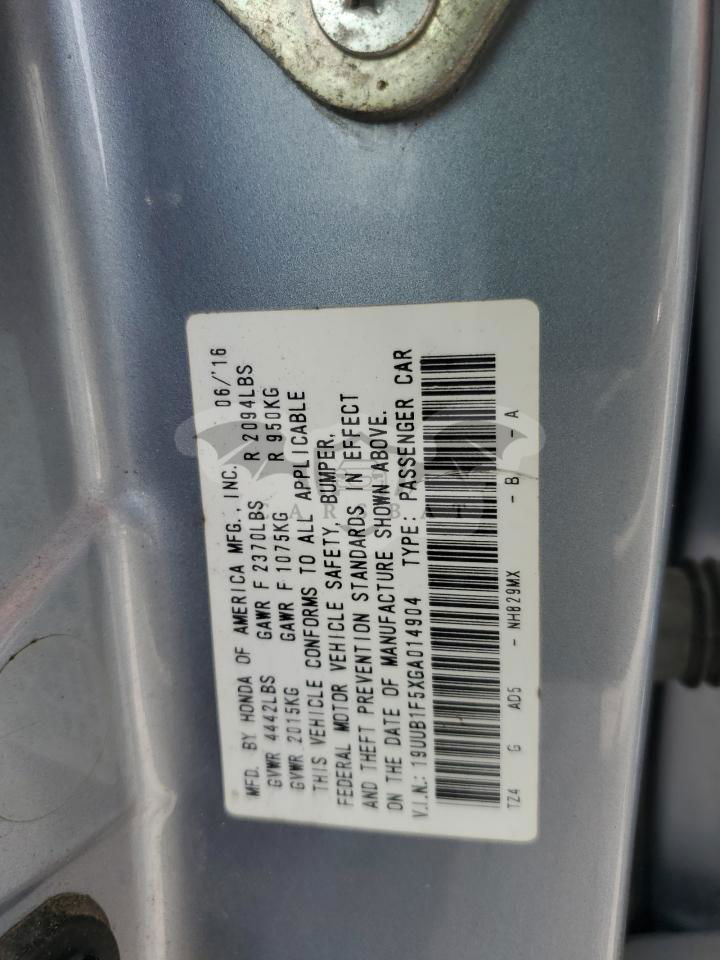 MFD. BY HONDA OF AMERICA MFG., INC. 06/'16
GVWR 4442LBS GAWR F 2370LBS R 2094LBS
GVWR 2015KG GAWR F 1075KG R 950KG
THIS VEHICLE CONFORMS TO ALL APPLICABLE
FEDERAL MOTOR VEHICLE SAFETY, BUMPER,
AND THEFT PREVENTION STANDARDS IN EFFECT
ON THE DATE OF MANUFACTURE SHOWN ABOVE.
V.I.N.: 19UUB1F5XGA014904 TYPE: PASSENGER CAR
TZ4 G AD5 - NH829MX - B - A